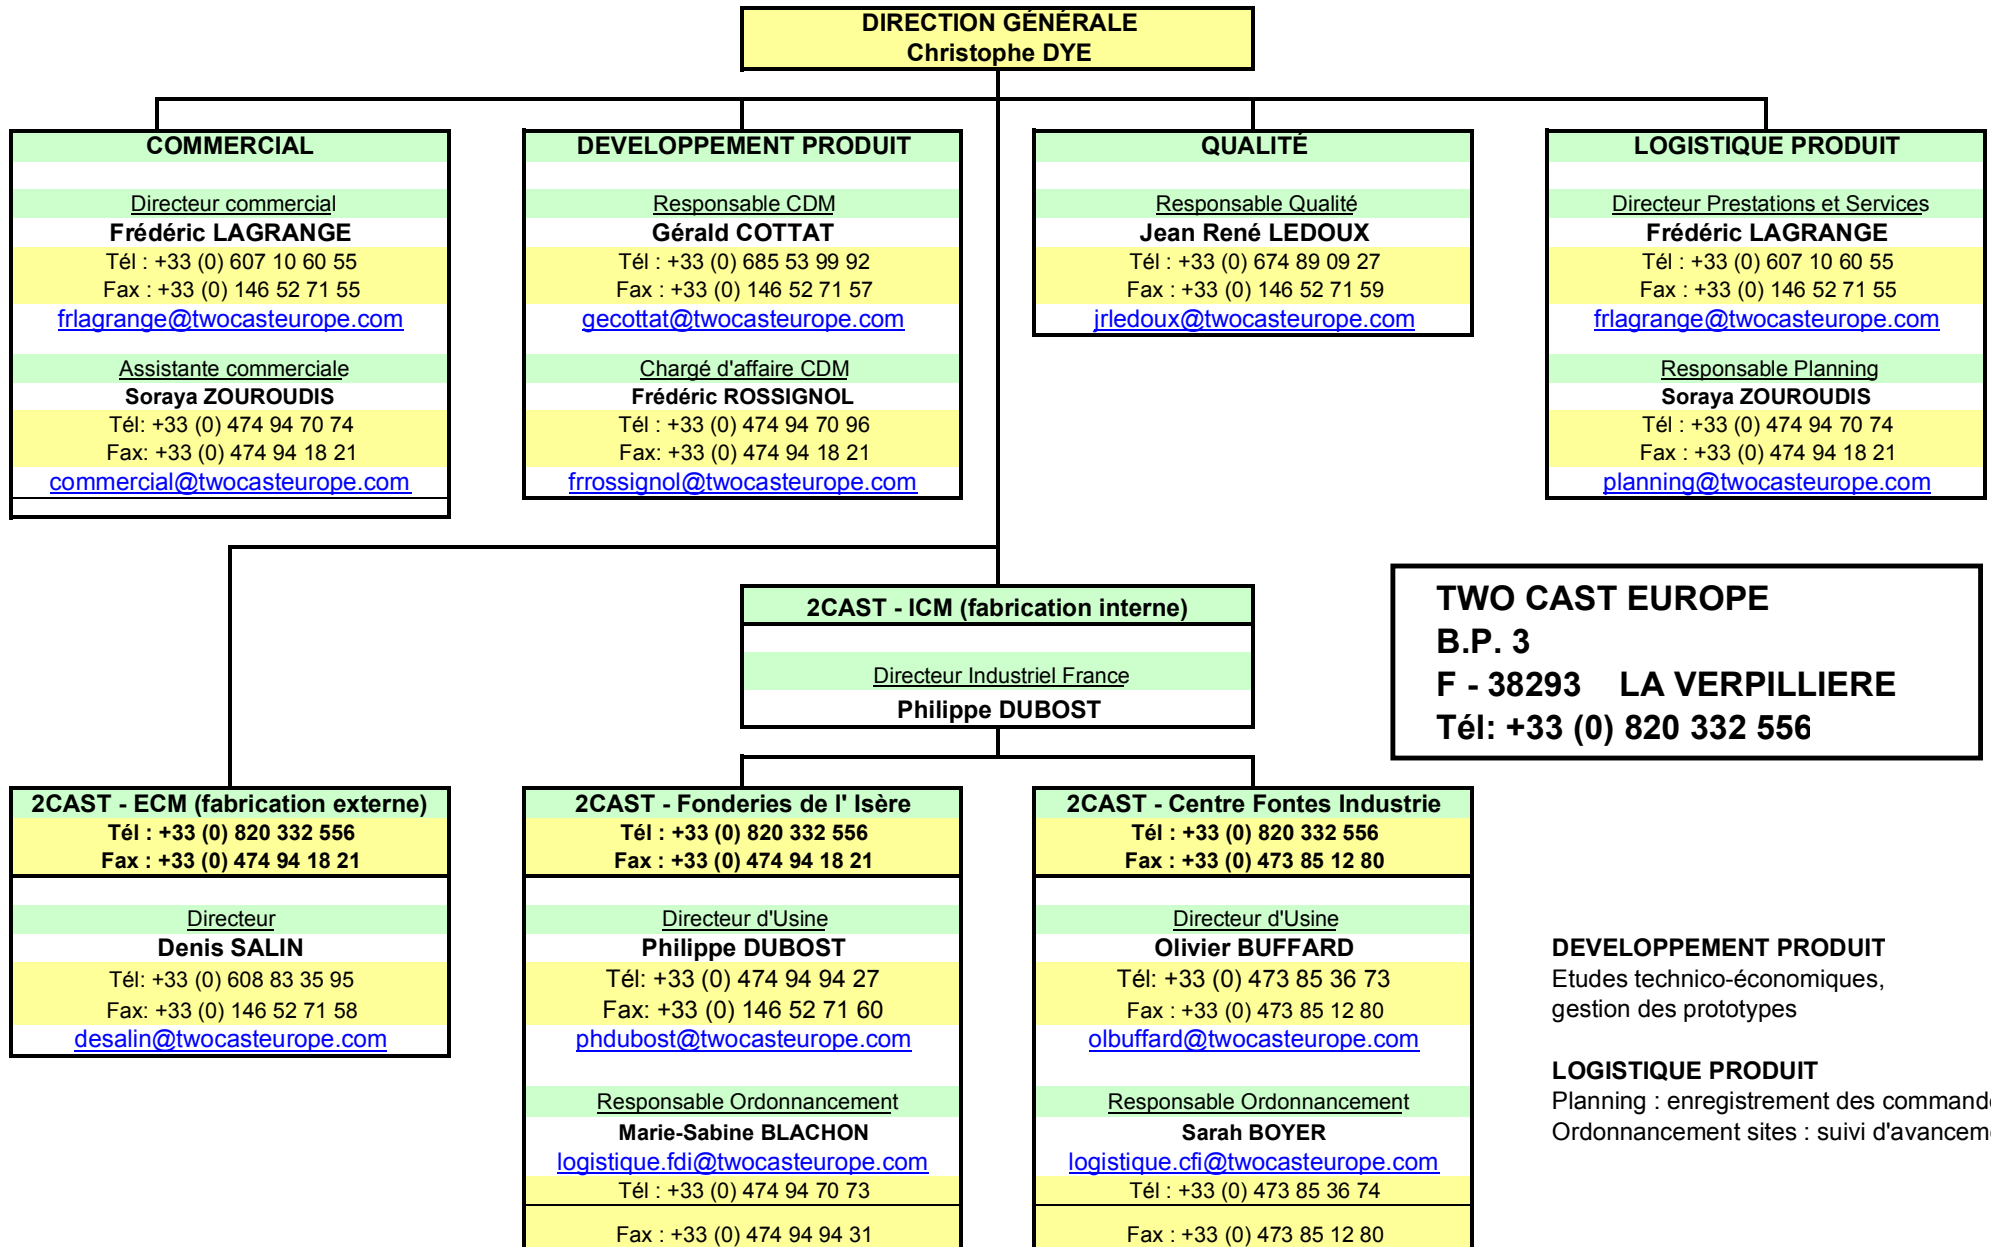 DIRECTION GÉNÉRALE
Christophe DYE
COMMERCIAL
Directeur commercial
Frédéric LAGRANGE
Tél : +33 (0) 607 10 60 55
Fax : +33 (0) 146 52 71 55
frlagrange@twocasteurope.com
Assistante commerciale
Soraya ZOUROUDIS
Tél: +33 (0) 474 94 70 74
Fax: +33 (0) 474 94 18 21
commercial@twocasteurope.com
DEVELOPPEMENT PRODUIT
Responsable CDM
Gérald COTTAT
Tél : +33 (0) 685 53 99 92
Fax : +33 (0) 146 52 71 57
gecottat@twocasteurope.com
Chargé d'affaire CDM
Frédéric ROSSIGNOL
Tél : +33 (0) 474 94 70 96
Fax: +33 (0) 474 94 18 21
frrossignol@twocasteurope.com
QUALITÉ
Responsable Qualité
Jean René LEDOUX
Tél : +33 (0) 674 89 09 27
Fax : +33 (0) 146 52 71 59
jrledoux@twocasteurope.com
LOGISTIQUE PRODUIT
Directeur Prestations et Services
Frédéric LAGRANGE
Tél : +33 (0) 607 10 60 55
Fax : +33 (0) 146 52 71 55
frlagrange@twocasteurope.com
Responsable Planning
Soraya ZOUROUDIS
Tél : +33 (0) 474 94 70 74
Fax : +33 (0) 474 94 18 21
planning@twocasteurope.com
2CAST - ICM (fabrication interne)
Directeur Industriel France
Philippe DUBOST
TWO CAST EUROPE
B.P. 3
F - 38293 LA VERPILLIERE
Tél: +33 (0) 820 332 556
2CAST - ECM (fabrication externe)
Tél : +33 (0) 820 332 556
Fax : +33 (0) 474 94 18 21
Directeur
Denis SALIN
Tél: +33 (0) 608 83 35 95
Fax: +33 (0) 146 52 71 58
desalin@twocasteurope.com
2CAST - Fonderies de l' Isère
Tél : +33 (0) 820 332 556
Fax : +33 (0) 474 94 18 21
Directeur d'Usine
Philippe DUBOST
Tél: +33 (0) 474 94 94 27
Fax: +33 (0) 146 52 71 60
phdubost@twocasteurope.com
Responsable Ordonnancement
Marie-Sabine BLACHON
logistique.fdi@twocasteurope.com
Tél : +33 (0) 474 94 70 73
Fax : +33 (0) 474 94 94 31
2CAST - Centre Fontes Industrie
Tél : +33 (0) 820 332 556
Fax : +33 (0) 473 85 12 80
Directeur d'Usine
Olivier BUFFARD
Tél: +33 (0) 473 85 36 73
Fax : +33 (0) 473 85 12 80
olbuffard@twocasteurope.com
Responsable Ordonnancement
Sarah BOYER
logistique.cfi@twocasteurope.com
Tél : +33 (0) 473 85 36 74
Fax : +33 (0) 473 85 12 80
DEVELOPPEMENT PRODUIT
Etudes technico-économiques,
gestion des prototypes
LOGISTIQUE PRODUIT
Planning : enregistrement des
Ordonnancement sites : suivi